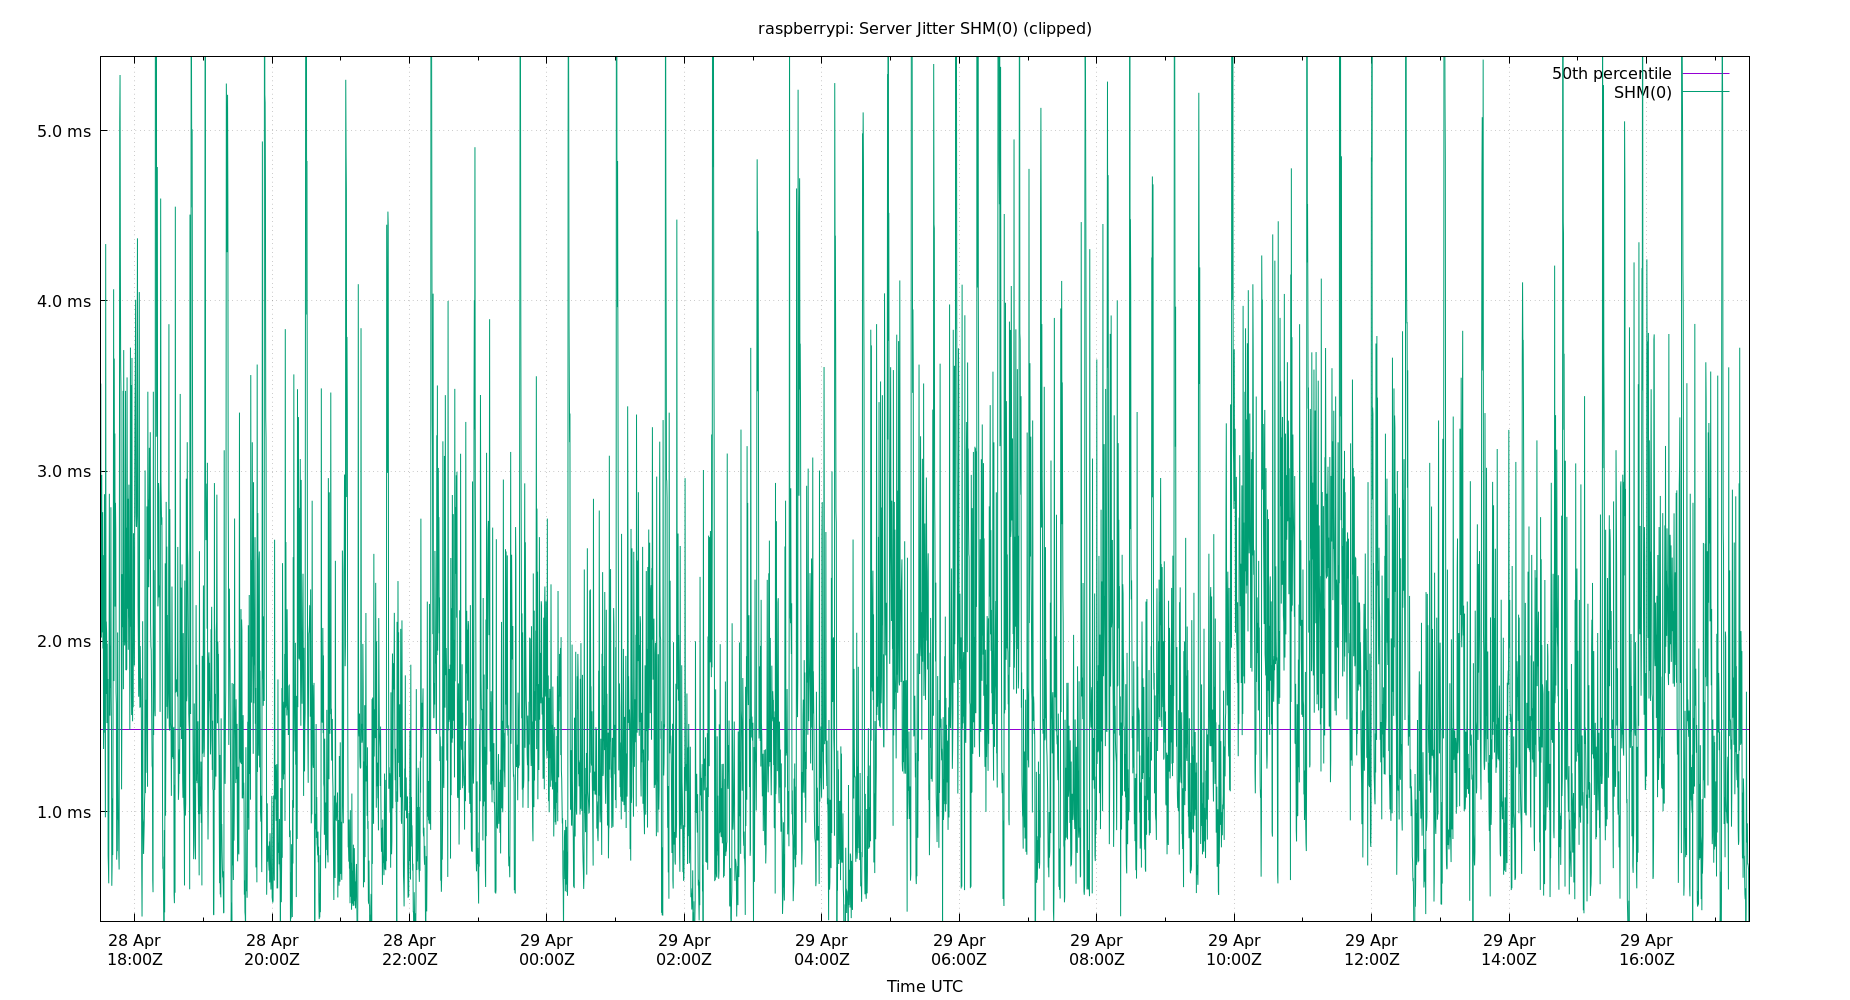 raspberrypi: Server Jitter SHM(0) (clipped)
50th percentile
SHM(0)
5.0 ms
4.0 ms
3.0 ms
2.0 ms
1.0 ms
28 Apr 28 Apr 28 Apr 29 Apr 29 Apr 29 Apr 29 Apr 29 Apr 29 Apr 29 Apr 29 Apr 29 Apr
18:00Z 20:00Z 22:00Z 00:00Z 02:00Z 04:00Z 06:00Z 08:00Z 10:00Z 12:00Z 14:00Z 16:00Z
Time UTC